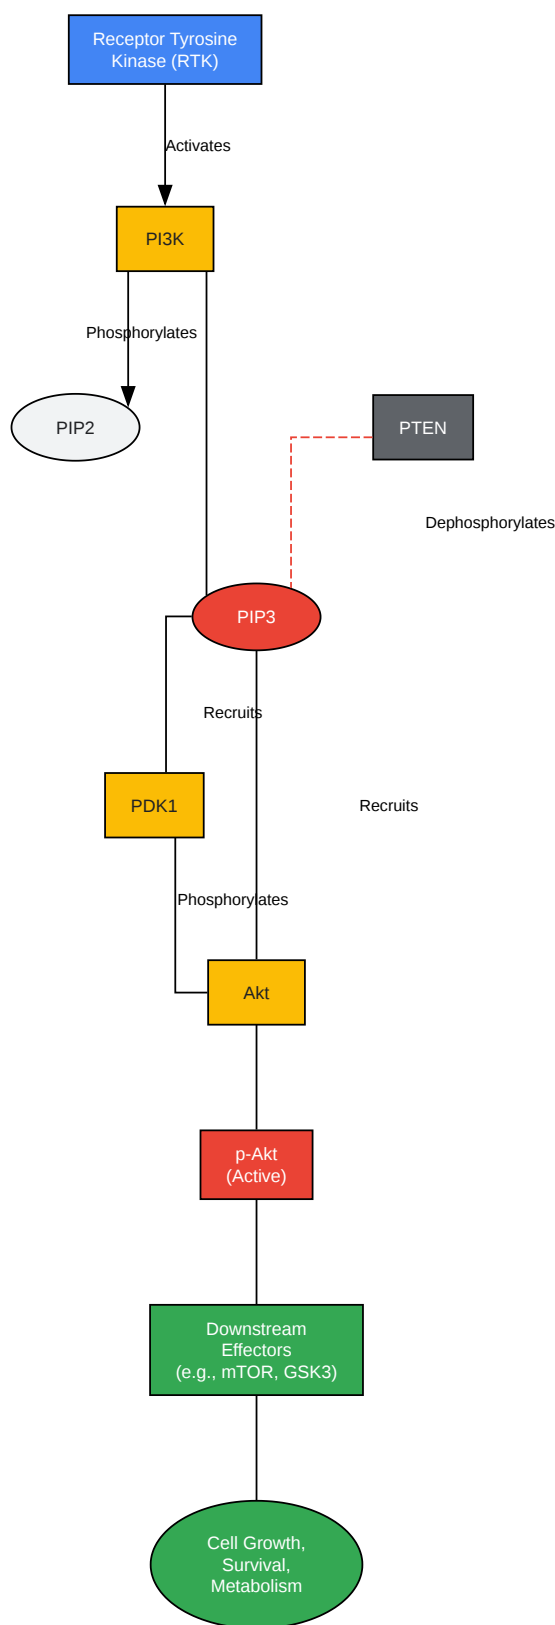 Receptor Tyrosine
Kinase (RTK)
Activates
PI3K
Phosphorylates
PIP2
PTEN
Dephosphorylates
PIP3
Recruits
PDK1
Recruits
Phosphorylates
Akt
p-Akt
(Active)
Downstream
Effectors
(e.g., mTOR, GSK3)
Cell Growth,
Survival,
Metabolism